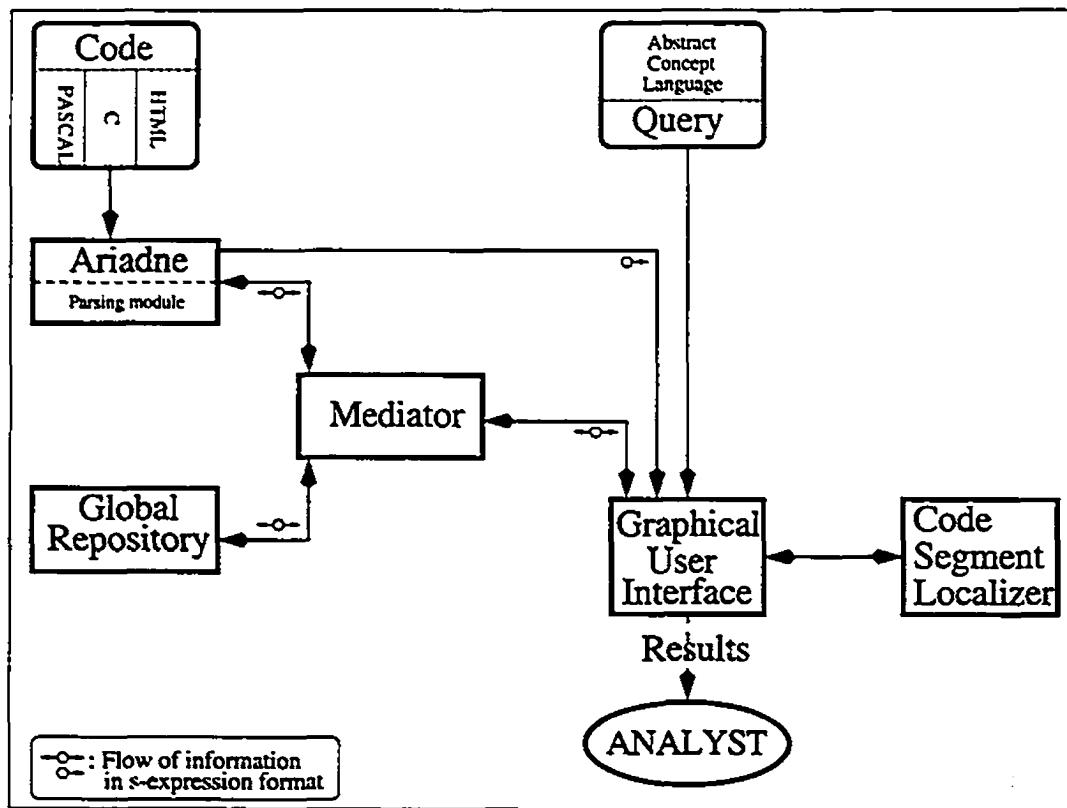 Code
PASCAL
C
HTML
Abstract
Concept
Language
Query
Ariadne
Parsing module
Mediator
Global
Repository
Graphical
User
Interface
Code
Segment
Localizer
Results
ANALYST
: Flow of information
in s-expression format